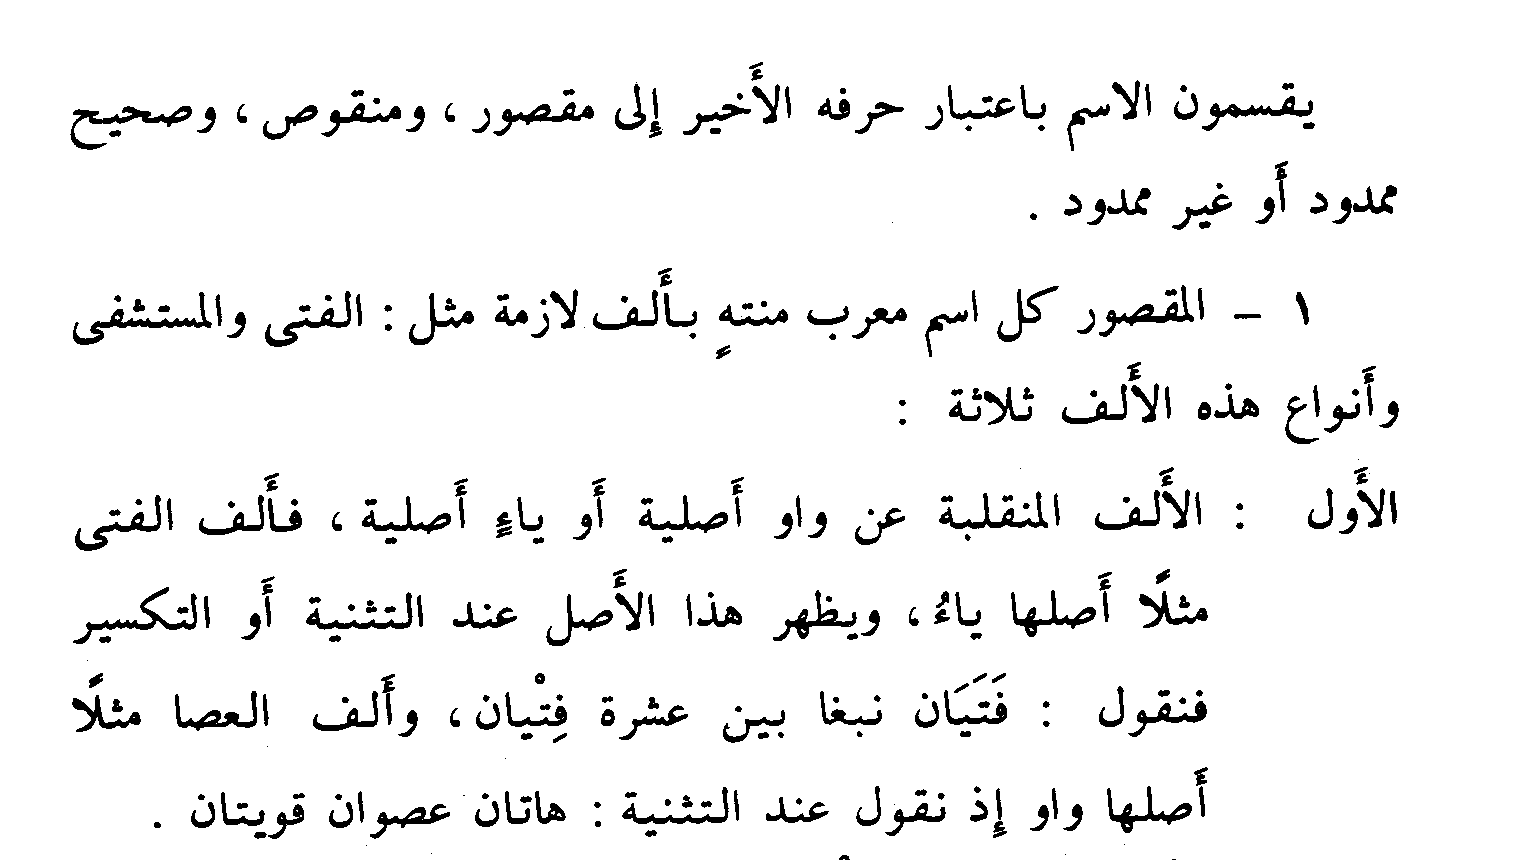 يقسمون الاسم باعتبار حرفه الأَخير إِلى مقصور ، ومنقوص ، وصحيح
ممدود أَو غير ممدود .
١ - المقصور كل اسم معرب منتهٍ بأَلف لازمة مثل : الفتى والمستشفى
وأَنواع هذه الأَلف ثلاثة :
الأَول : الأَلف المنقلبة عن واو أَصلية أَو ياءٍ أَصلية ، فأَلف الفتى
مثلًا أَصلها ياءٌ ، ويظهر هذا الأَصل عند التثنية أَو التكسير
فنقول : فَتَيَان نبغا بين عشرة فِتْيان ، وأَلف العصا مثلًا
أَصلها واو إِذ نقول عند التثنية : هاتان عصوان قويتان .